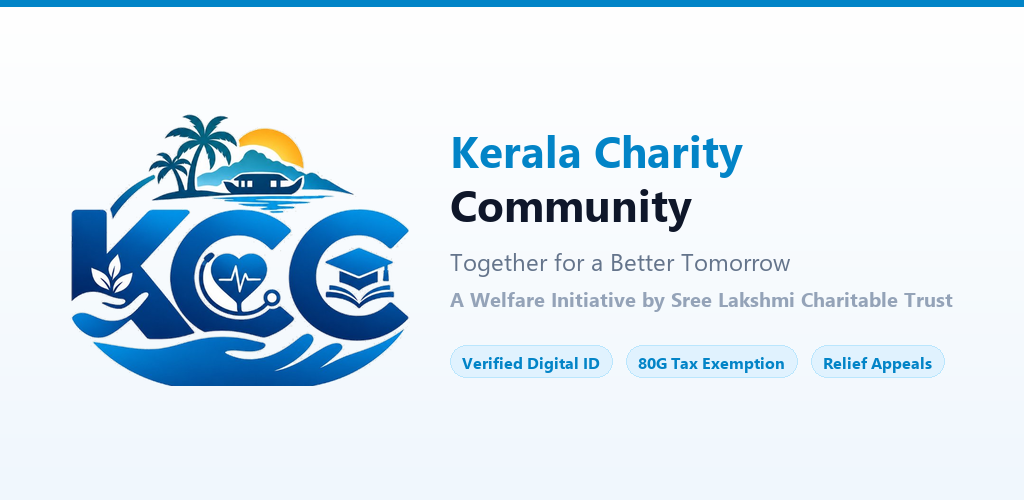 KCC
Kerala Charity
Community
Together for a Better Tomorrow
A Welfare Initiative by Sree Lakshmi Charitable Trust
Verified Digital ID
80G Tax Exemption
Relief Appeals